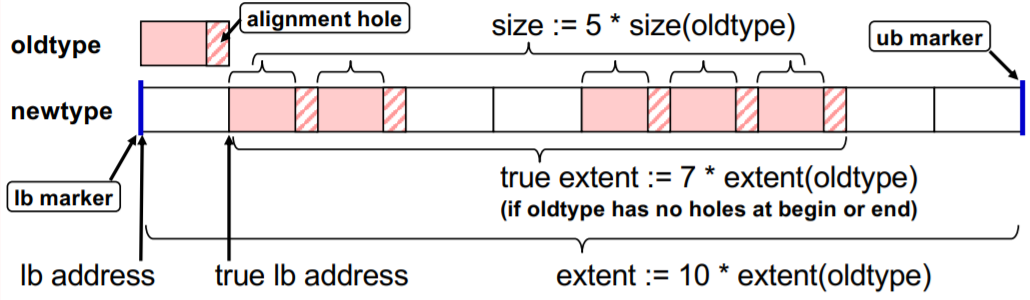 alignment hole
oldtype
size := 5 * size(oldtype)
ub marker
newtype
lb marker
true extent := 7 * extent(oldtype)
(if oldtype has no holes at begin or end)
lb address
true lb address
extent := 10 * extent(oldtype)